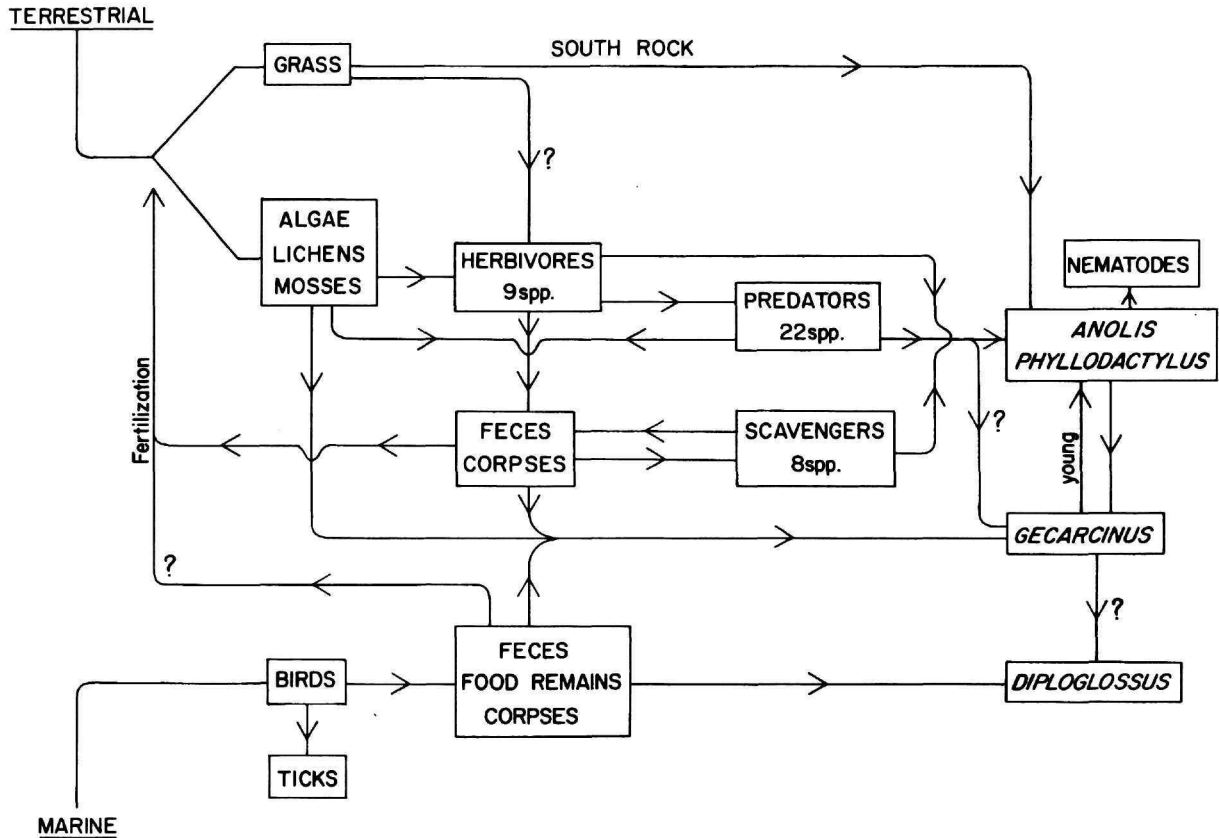 TERRESTRIAL
GRASS
SOUTH ROCK
?
ALGAE
LICHENS
MOSSES
HERBIVORES
9spp.
PREDATORS
22spp.
NEMATODES
ANOLIS
PHYLLODACTYLUS
Fertilization
FECES
CORPSES
SCAVENGERS
8spp.
?
young
GECARCINUS
?
?
FECES
FOOD REMAINS
CORPSES
BIRDS
DIPLOGLOSSUS
TICKS
MARINE